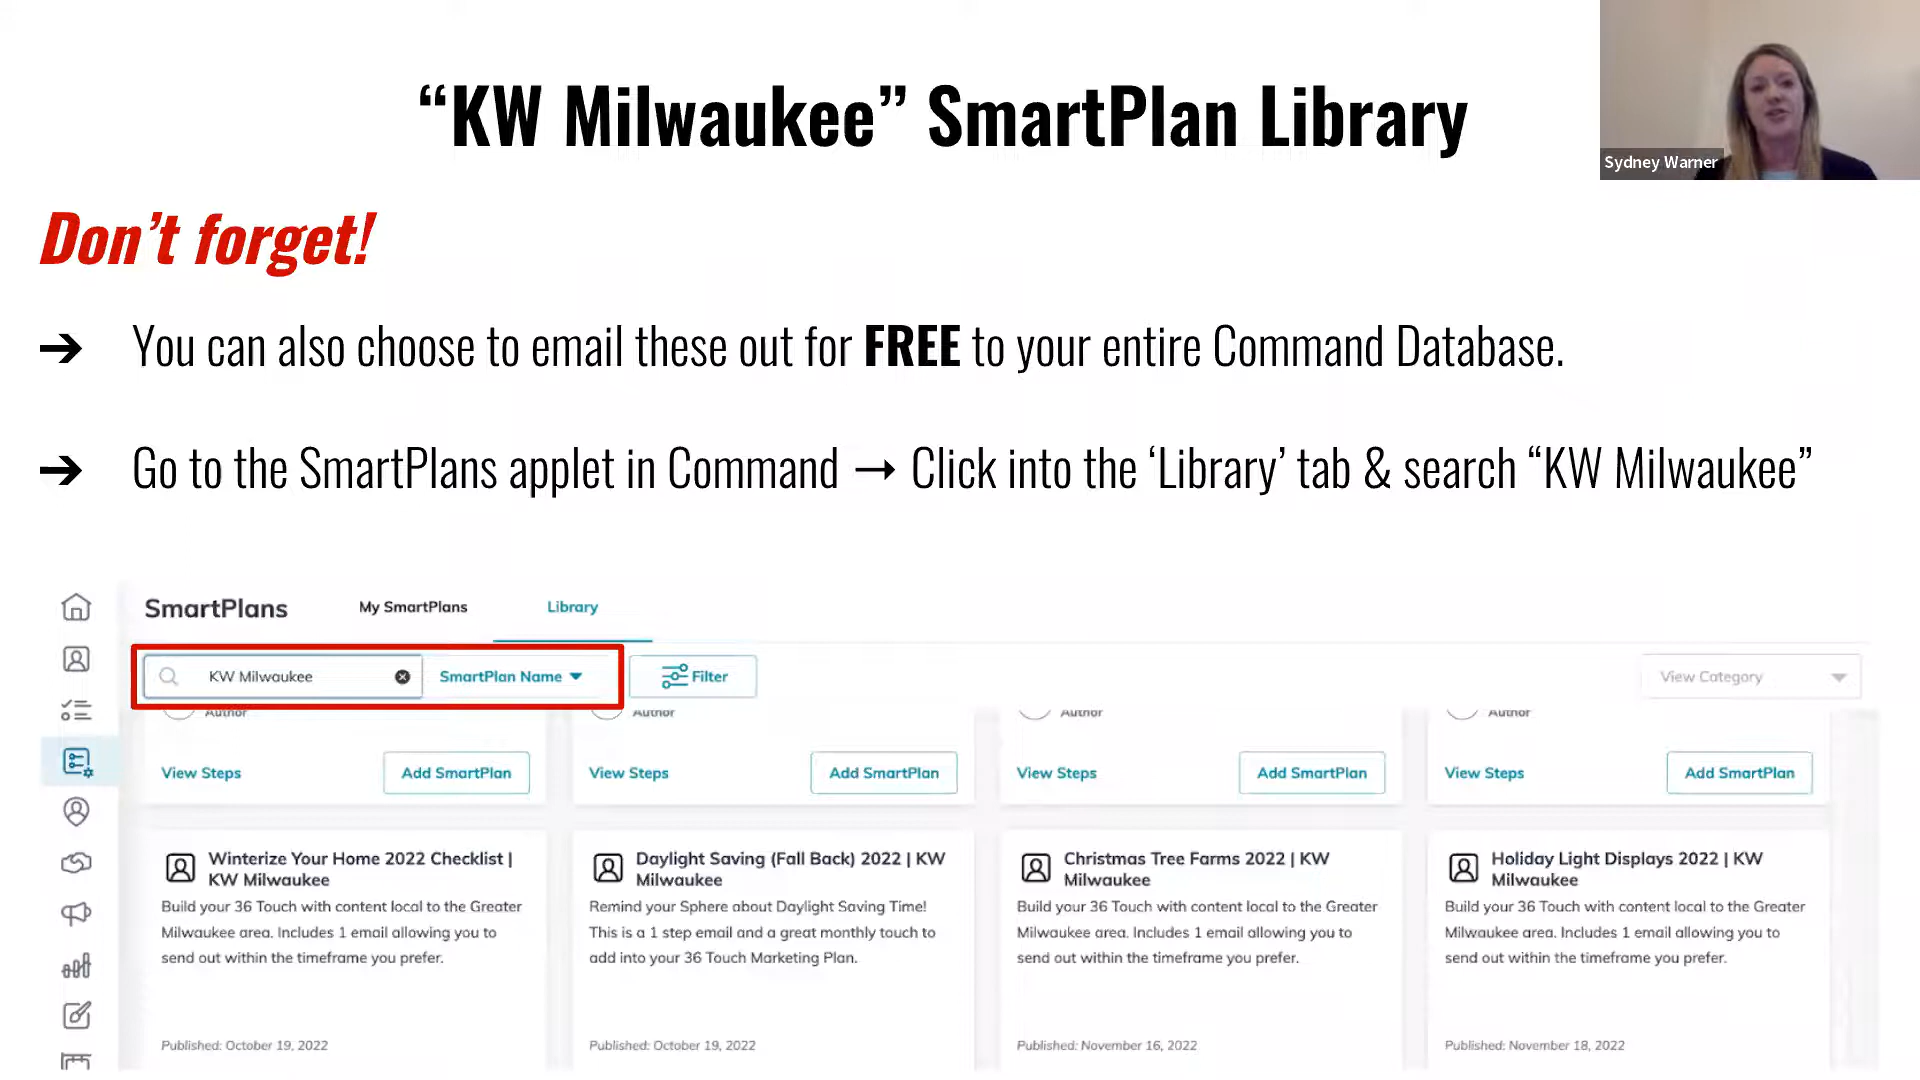 “KW Milwaukee” SmartPlan Library
Sydney Warner
Don’t forget!
➔ You can also choose to email these out for FREE to your entire Command Database.
➔ Go to the SmartPlans applet in Command → Click into the ‘Library’ tab & search “KW Milwaukee”
SmartPlans My SmartPlans Library
KW Milwaukee SmartPlan Name Filter View Category
Author Author Author Author
View Steps Add SmartPlan View Steps Add SmartPlan View Steps Add SmartPlan View Steps Add SmartPlan
Winterize Your Home 2022 Checklist |
KW Milwaukee
Build your 36 Touch with content local to the Greater
Milwaukee area. Includes 1 email allowing you to
send out within the timeframe you prefer.
Published: October 19, 2022
Daylight Saving (Fall Back) 2022 | KW
Milwaukee
Remind your Sphere about Daylight Saving Time!
This is a 1 step email and a great monthly touch to
add into your 36 Touch Marketing Plan.
Published: October 19, 2022
Christmas Tree Farms 2022 | KW
Milwaukee
Build your 36 Touch with content local to the Greater
Milwaukee area. Includes 1 email allowing you to
send out within the timeframe you prefer.
Published: November 16, 2022
Holiday Light Displays 2022 | KW
Milwaukee
Build your 36 Touch with content local to the Greater
Milwaukee area. Includes 1 email allowing you to
send out within the timeframe you prefer.
Published: November 18, 2022